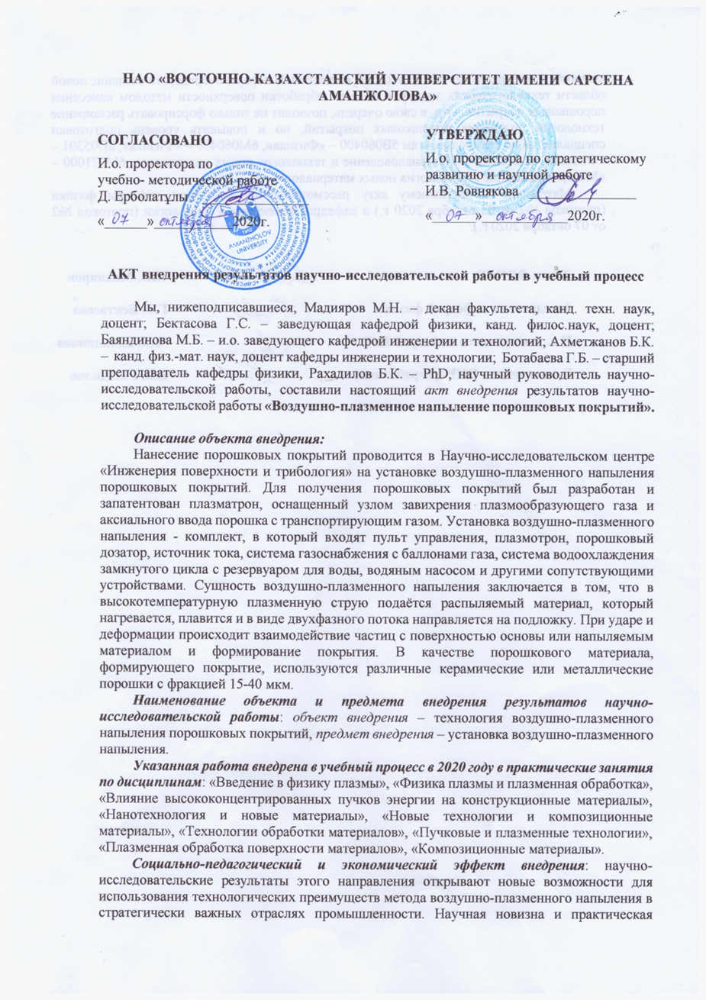 НАО «ВОСТОЧНО-КАЗАХСТАНСКИЙ УНИВЕРСИТЕТ ИМЕНИ САРСЕНА
АМАНЖОЛОВА»
СОГЛАСОВАНО
И.о. проректора по
учебно- методической работе
Д. Ерболатұлы
« 07 » октября 2020г.
AMANZHOLOV
UNIVERSITY
УТВЕРЖДАЮ
И.О. проректора по стратегическому
развитию и научной работе
И.В. Ровнякова
« 07 » октября 2020г.
АКТ внедрения результатов научно-исследовательской работы в учебный процесс
Мы, нижеподписавшиеся, Мадияров М.Н. – декан факультета, канд. техн. наук,
доцент; Бектасова Г.С. – заведующая кафедрой физики, канд. филос.наук, доцент;
Баяндинова М.Б. – и.о. заведующего кафедрой инженерии и технологий; Ахметжанов Б.К.
– канд. физ.-мат. наук, доцент кафедры инженерии и технологии; Ботабаева Г.Б. – старший
преподаватель кафедры физики, Рахадилов Б.К. – PhD, научный руководитель научно-
исследовательской работы, составили настоящий акт внедрения результатов научно-
исследовательской работы «Воздушно-плазменное напыление порошковых покрытий».
Описание объекта внедрения:
Нанесение порошковых покрытий проводится в Научно-исследовательском центре
«Инженерия поверхности и трибология» на установке воздушно-плазменного напыления
порошковых покрытий. Для получения порошковых покрытий был разработан и
запатентован плазматрон, оснащенный узлом завихрения плазмообразующего газа и
аксиального ввода порошка с транспортирующим газом. Установка воздушно-плазменного
напыления - комплект, в который входят пульт управления, плазмотрон, порошковый
дозатор, источник тока, система газоснабжения с баллонами газа, система водоохлаждения
замкнутого цикла с резервуаром для воды, водяным насосом и другими сопутствующими
устройствами. Сущность воздушно-плазменного напыления заключается в том, что в
высокотемпературную плазменную струю подаётся распыляемый материал, который
нагревается, плавится и в виде двухфазного потока направляется на подложку. При ударе и
деформации происходит взаимодействие частиц с поверхностью основы или напыляемым
материалом и формирование покрытия. В качестве порошкового материала,
формирующего покрытие, используются различные керамические или металлические
порошки с фракцией 15-40 мкм.
Наименование объекта и предмета внедрения результатов научно-
исследовательской работы: объект внедрения – технология воздушно-плазменного
напыления порошковых покрытий, предмет внедрения – установка воздушно-плазменного
напыления.
Указанная работа внедрена в учебный процесс в 2020 году в практические занятия
по дисциплинам: «Введение в физику плазмы», «Физика плазмы и плазменная обработка»,
«Влияние высококонцентрированных пучков энергии на конструкционные материалы»,
«Нанотехнология и новые материалы», «Новые технологии и композиционные
материалы», «Технологии обработки материалов», «Пучковые и плазменные технологии»,
«Плазменная обработка поверхности материалов», «Композиционные материалы».
Социально-педагогический и экономический эффект внедрения: научно-
исследовательские результаты этого направления открывают новые возможности для
использования технологических преимуществ метода воздушно-плазменного напыления в
стратегически важных отраслях промышленности. Научная новизна и практическая